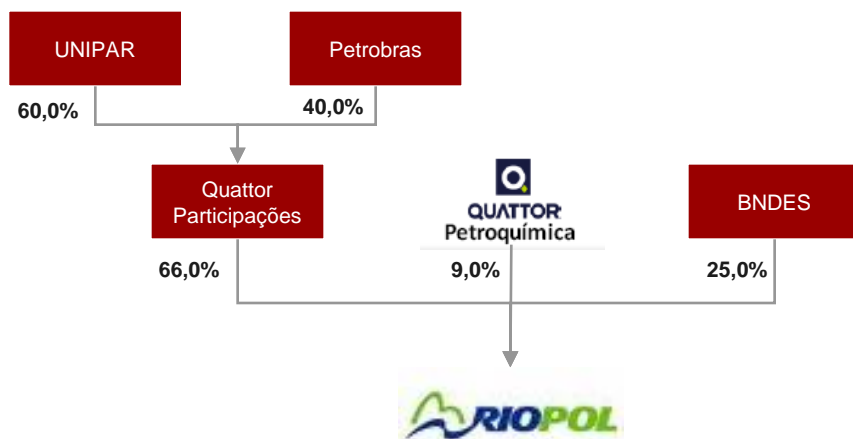 UNIPAR
Petrobras
60,0%
40,0%
Quattor
Participações
QUATTOR
Petroquímica
BNDES
66,0%
9,0%
25,0%
RIOPOL